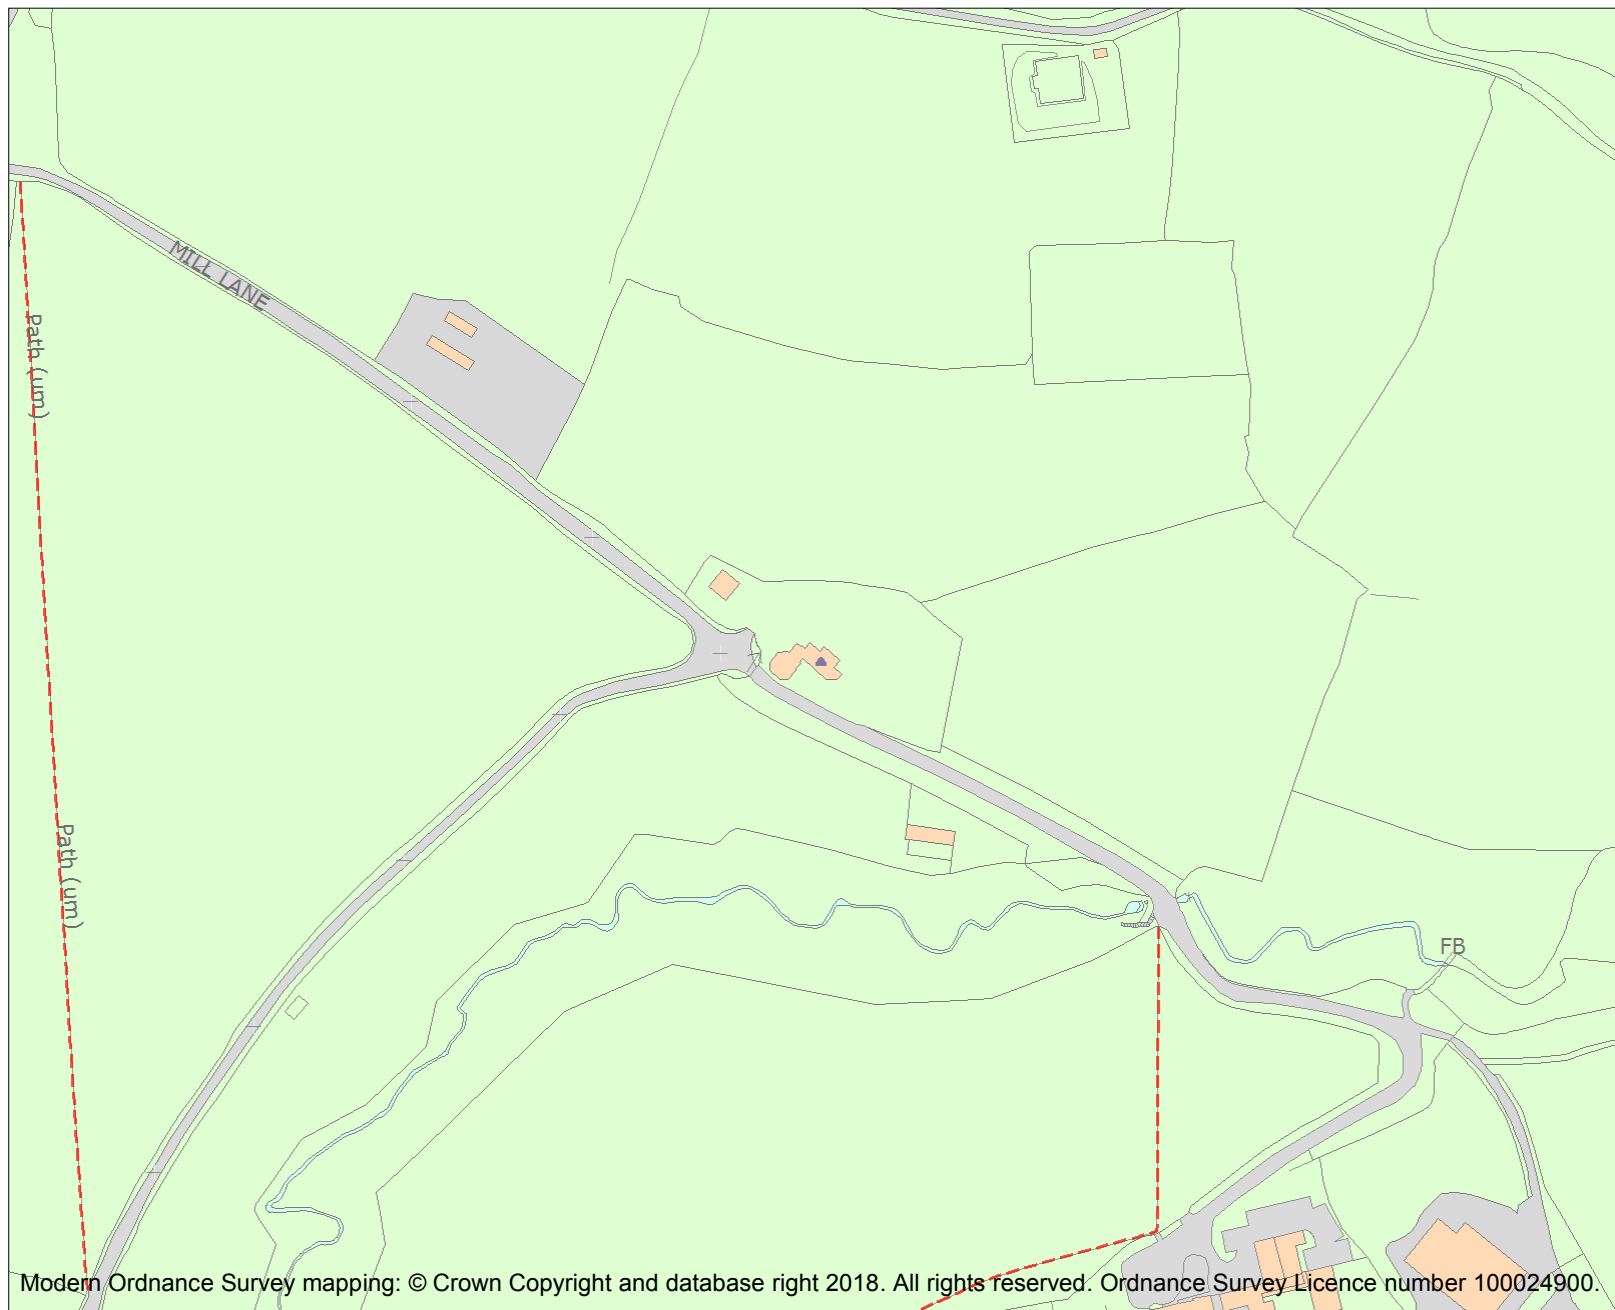 MILL LANE
Path (um)
Path (um)
FB
Modern Ordnance Survey mapping: © Crown Copyright and database right 2018. All rights reserved. Ordnance Survey Licence number 100024900.